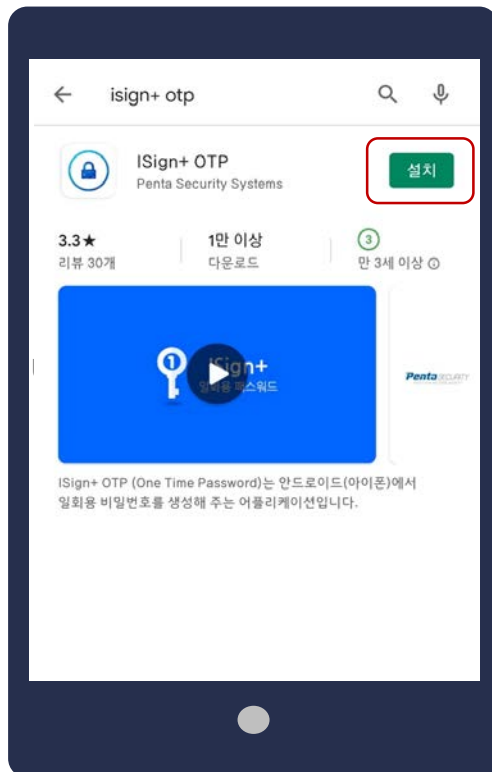 isign+ otp
ISign+ OTP
Penta Security Systems
설치
3.3★
리뷰 30개
1만 이상
다운로드
3
만 3세 이상
ISign+
일회용 패스워드
Penta SECURITY
ISign+ OTP (One Time Password)는 안드로이드(아이폰)에서
일회용 비밀번호를 생성해 주는 어플리케이션입니다.